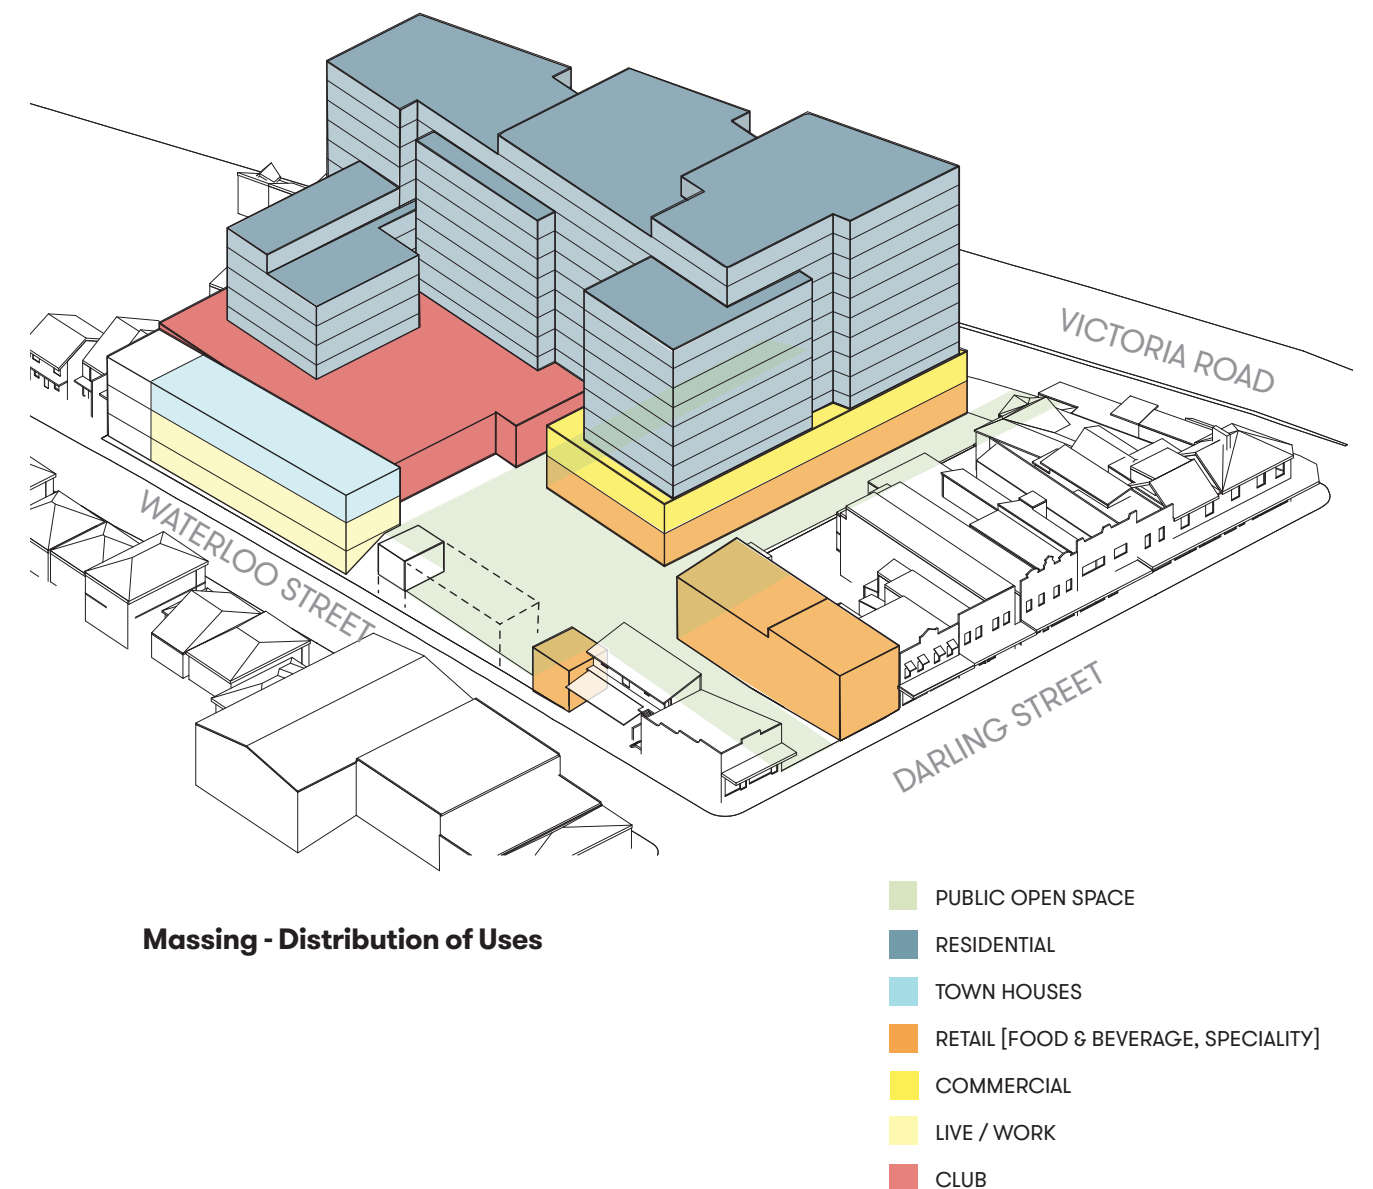 VICTORIA ROAD
WATERLOO STREET
DARLING STREET
Massing - Distribution of Uses
PUBLIC OPEN SPACE
RESIDENTIAL
TOWN HOUSES
RETAIL [FOOD & BEVERAGE, SPECIALITY]
COMMERCIAL
LIVE / WORK
CLUB